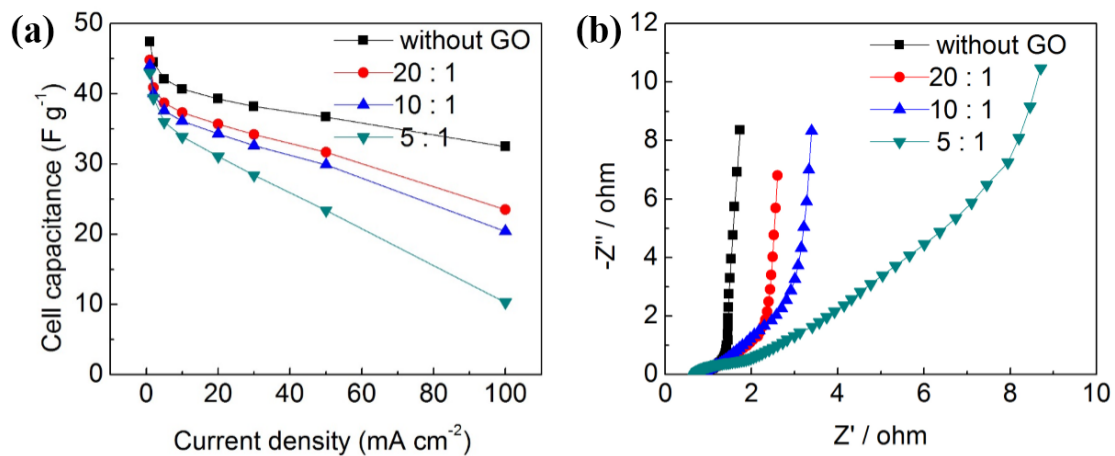 (a)
50
40
30
20
10
0
Cell capacitance (F g⁻¹)
without GO
20 : 1
10 : 1
5 : 1
0 20 40 60 80 100
Current density (mA cm⁻²)
(b)
12
10
8
6
4
2
0
-Z'' / ohm
without GO
20 : 1
10 : 1
5 : 1
0 2 4 6 8 10
Z' / ohm